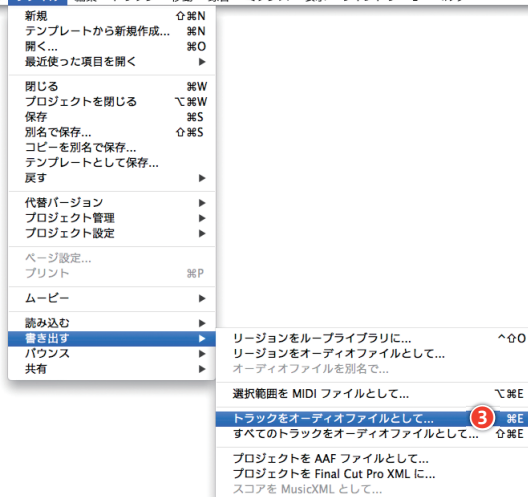 新規 ⇧⌘N
テンプレートから新規作成... ⌘N
開く... ⌘O
最近使った項目を開く ▶
閉じる ⌘W
プロジェクトを閉じる ⌥⌘W
保存 ⌘S
別名で保存... ⇧⌘S
コピーを別名で保存...
テンプレートとして保存...
戻す ▶
代替バージョン ▶
プロジェクト管理 ▶
プロジェクト設定 ▶
ページ設定...
プリント ⌘P
ムービー ▶
読み込む ▶
書き出す ▶
バウンス ▶
共有 ▶
リージョンをループライブラリに... ^⇧O
リージョンをオーディオファイルとして...
オーディオファイルを別名で...
選択範囲を MIDI ファイルとして... ⌥⌘E
トラックをオーディオファイルとして... 3 ⌘E
すべてのトラックをオーディオファイルとして... ⇧⌘E
プロジェクトを AAF ファイルとして...
プロジェクトを Final Cut Pro XML に...
スコアを MusicXML として...